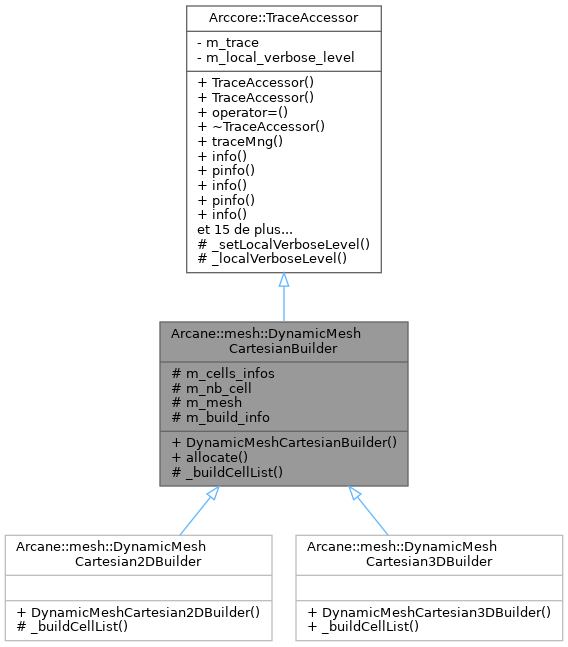 Arccore::TraceAccessor
- m_trace
- m_local_verbose_level
+ TraceAccessor()
+ TraceAccessor()
+ operator=()
+ ~TraceAccessor()
+ traceMng()
+ info()
+ pinfo()
+ info()
+ pinfo()
+ info()
et 15 de plus...
# _setLocalVerboseLevel()
# _localVerboseLevel()
Arcane::mesh::DynamicMesh
CartesianBuilder
# m_cells_infos
# m_nb_cell
# m_mesh
# m_build_info
+ DynamicMeshCartesianBuilder()
+ allocate()
# _buildCellList()
Arcane::mesh::DynamicMesh
Cartesian2DBuilder
+ DynamicMeshCartesian2DBuilder()
# _buildCellList()
Arcane::mesh::DynamicMesh
Cartesian3DBuilder
+ DynamicMeshCartesian3DBuilder()
+ _buildCellList()